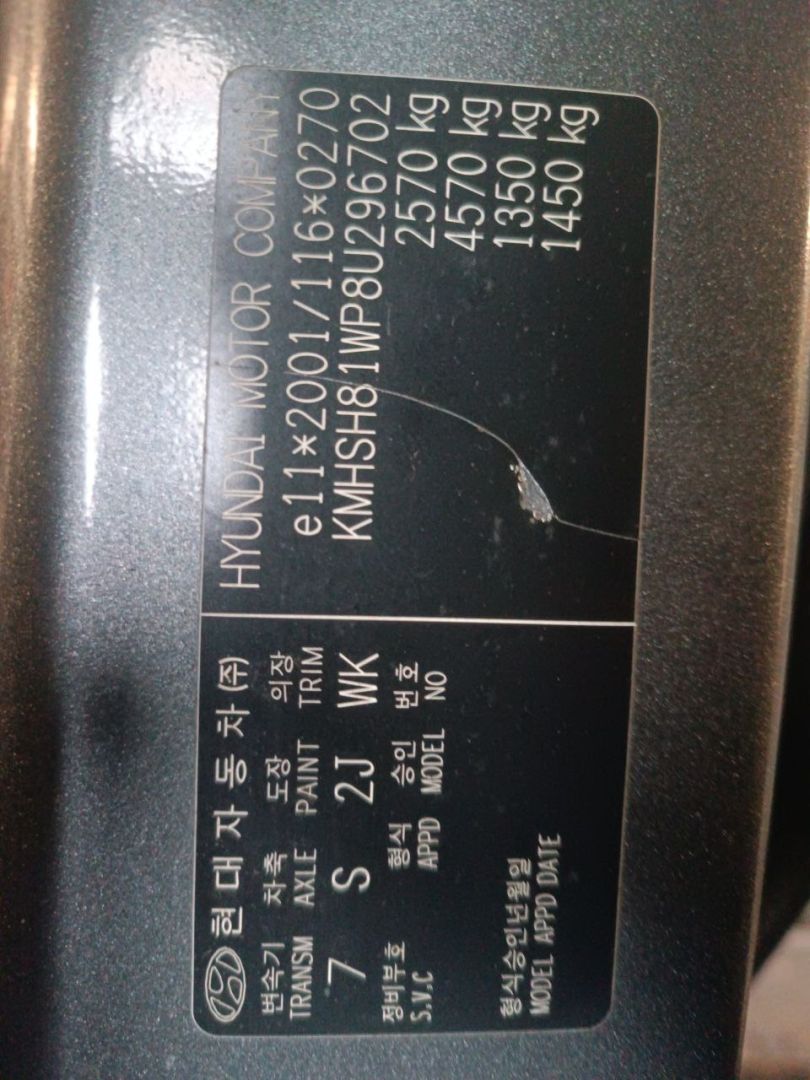 현대자동차(주)
변속기 차축 도장 의장
TRANSM AXLE PAINT TRIM
7 S 2J WK
정비부호 형식 승인 번호
S.V.C APPD MODEL NO
형식승인년월일
MODEL APPD DATE
HYUNDAI MOTOR COMPANY
e11*2001/116*0270
KMHSH81WP8U296702
2570 kg
4570 kg
1350 kg
1450 kg